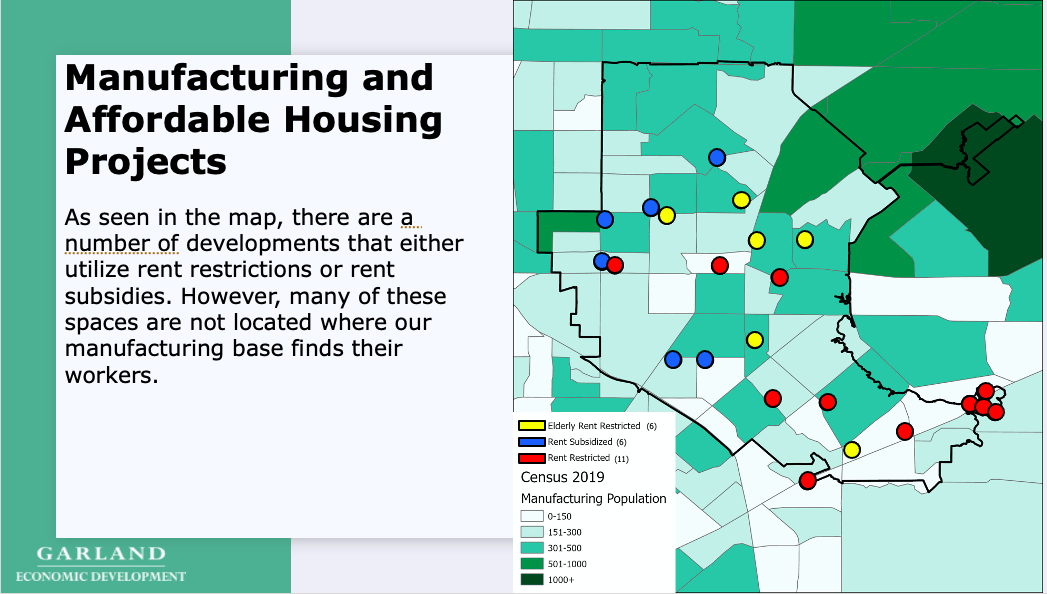 Manufacturing and
Affordable Housing
Projects
As seen in the map, there are a
number of developments that either
utilize rent restrictions or rent
subsidies. However, many of these
spaces are not located where our
manufacturing base finds their
workers.
GARLAND
ECONOMIC DEVELOPMENT
Elderly Rent Restricted (6)
Rent Subsidized (6)
Rent Restricted (11)
Census 2019
Manufacturing Population
0-150
151-300
301-500
501-1000
1000+